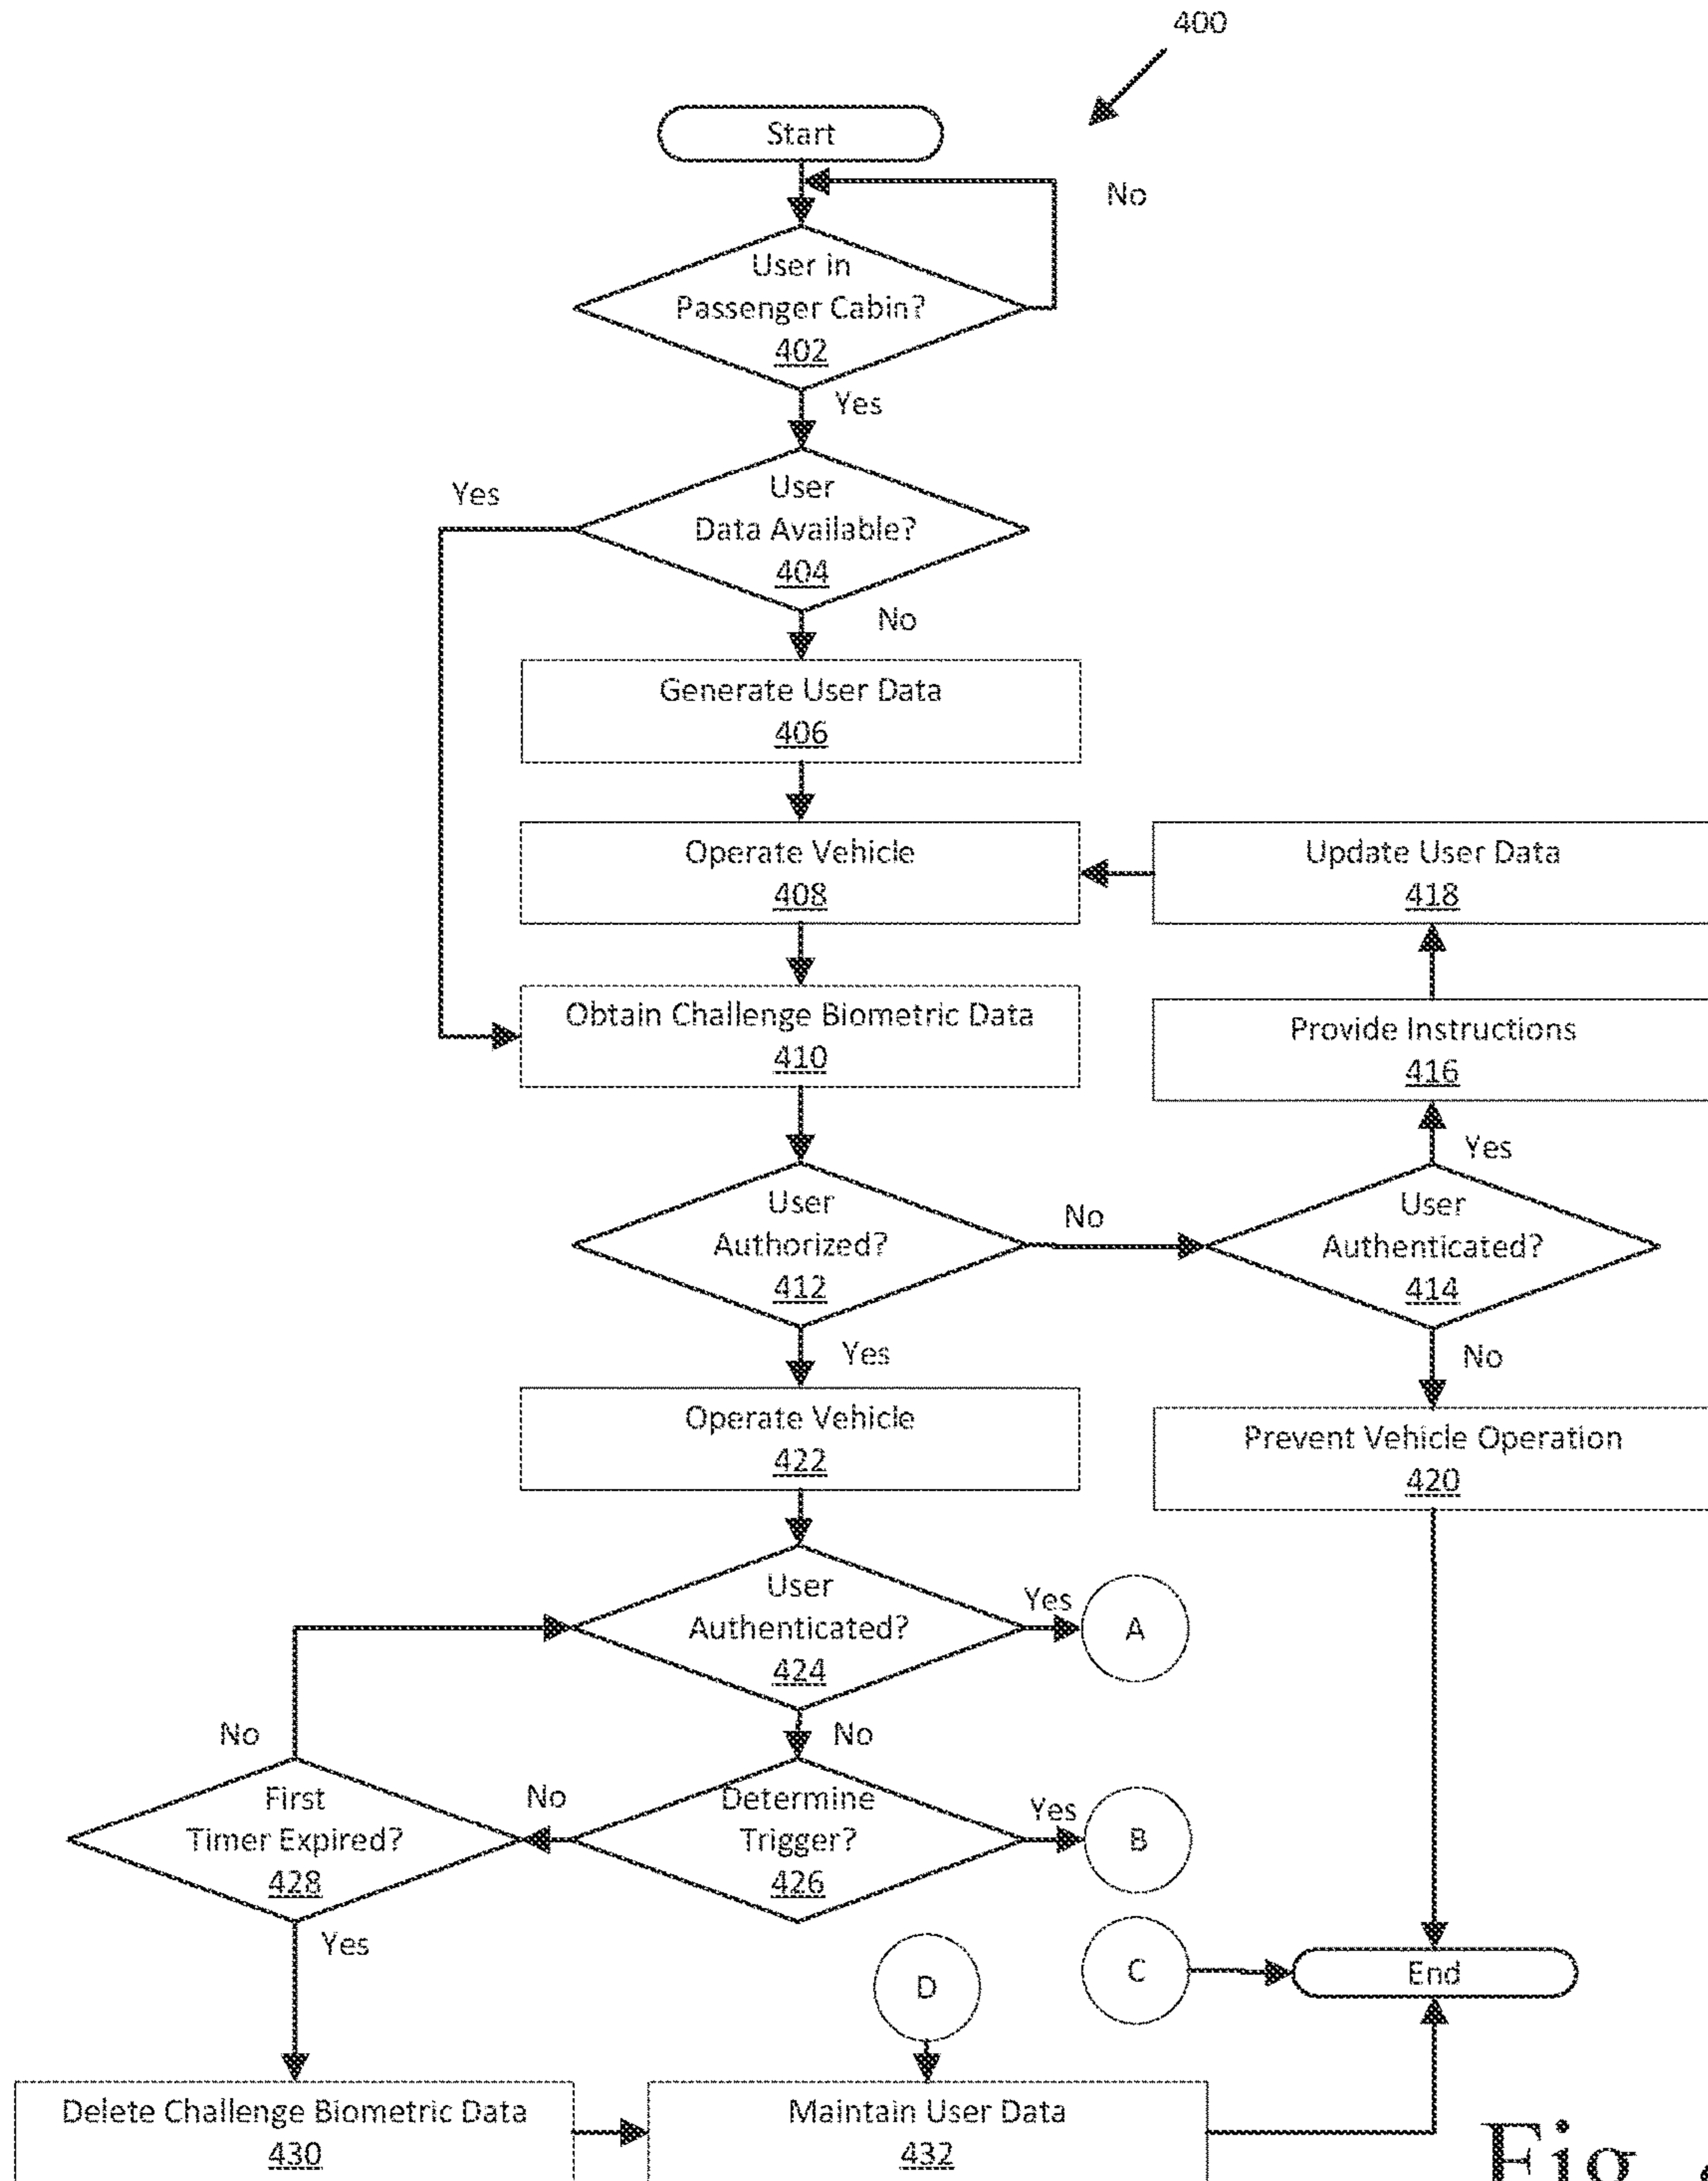 400
Start
No
User in
Passenger Cabin?
402
Yes
User
Data Available?
404
Yes
No
Generate User Data
406
Operate Vehicle
408
Update User Data
418
Obtain Challenge Biometric Data
410
Provide Instructions
416
Yes
User
Authorized?
412
No
User
Authenticated?
414
Yes
No
Operate Vehicle
422
Prevent Vehicle Operation
420
User
Authenticated?
424
Yes
A
No
No
First
Timer Expired?
428
No
Determine
Trigger?
426
Yes
B
Yes
D
C
End
Delete Challenge Biometric Data
430
Maintain User Data
432
Fig.